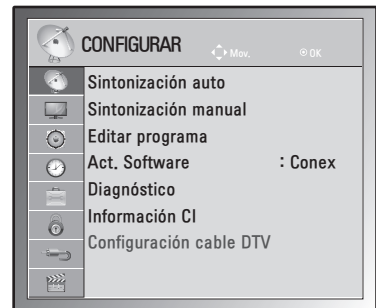 CONFIGURAR Mov. OK
Sintonización auto
Sintonización manual
Editar programa
Act. Software : Conex
Diagnóstico
Información CI
Configuración cable DTV